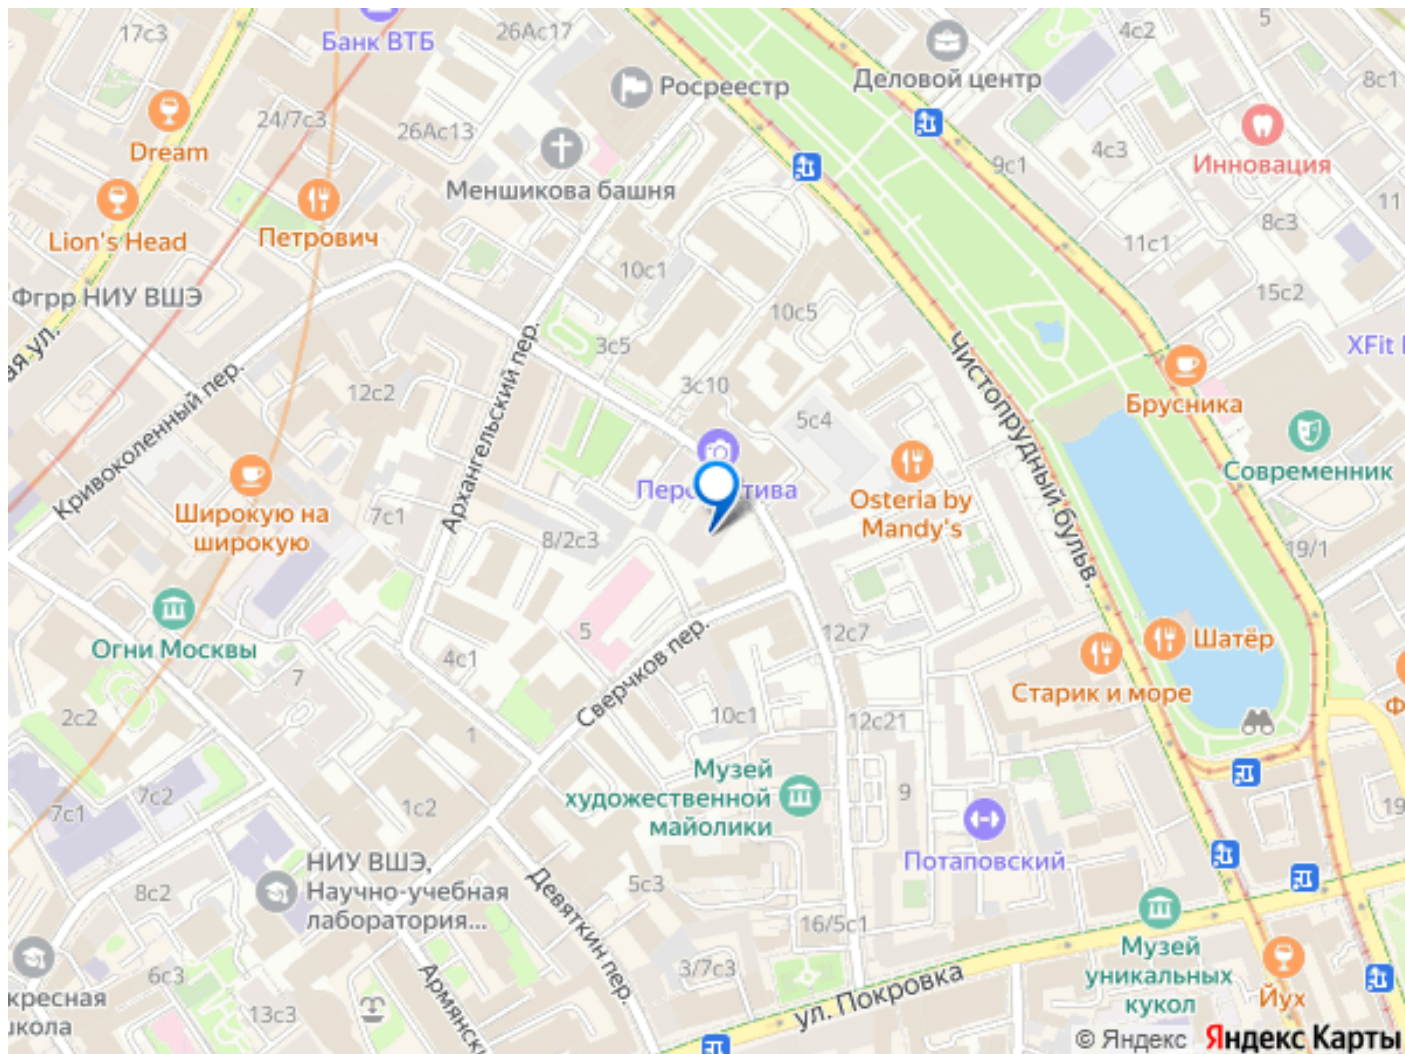 17с3
26Ас17
Банк ВТБ
4с2
5
Росреестр
Деловой центр
8с1
24/7с3
26Ас13
Dream
Меншикова башня
9с1
4с3
Инновация
11
Lion's Head
Петрович
8с3
11с1
Фгрр НИУ ВШЭ
10с1
10с5
15с2
ая ул.
3с5
XFit
Кривоколенный пер.
12с2
Архангельский пер.
3с10
Чистопрудный бульв.
Брусника
5с4
Современник
Osteria by
Mandy's
Широкую на
широкую
7с1
8/2с3
19/1
Огни Москвы
5
4с1
7
Сверчков пер.
12с7
Шатёр
Старик и море
2с2
1
10с1
12с21
Музей
художественной
майолики
7с1
7с2
1с2
9
19
Потаповский
НИУ ВШЭ,
Научно-учебная
лаборатория...
8с2
Девяткин пер.
5с3
16/5с1
3/7с3
Музей
уникальных
кукол
ул. Покровка
Йух
6с3
кресная
школа
13с3
© Яндекс Яндекс Карты